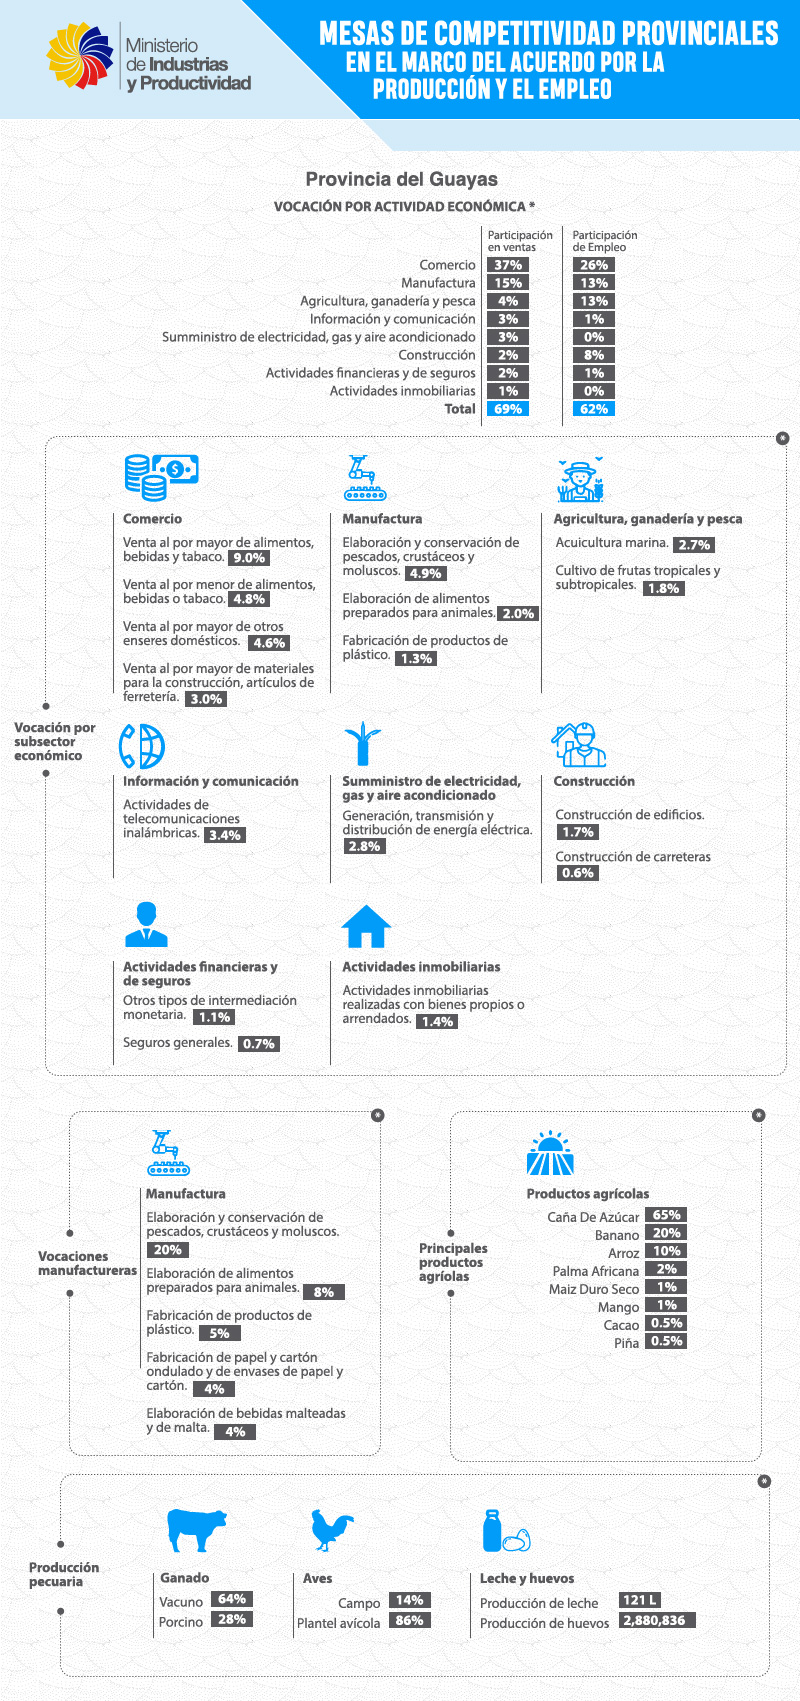 Ministerio
de Industrias
y Productividad
MESAS DE COMPETITIVIDAD PROVINCIALES
EN EL MARCO DEL ACUERDO POR LA
PRODUCCIÓN Y EL EMPLEO
Provincia del Guayas
VOCACIÓN POR ACTIVIDAD ECONÓMICA *
Participación en ventas
Participación de Empleo
Comercio 37% 26%
Manufactura 15% 13%
Agricultura, ganadería y pesca 4% 13%
Información y comunicación 3% 1%
Sumministro de electricidad, gas y aire acondicionado 3% 0%
Construcción 2% 8%
Actividades financieras y de seguros 2% 1%
Actividades inmobiliarias 1% 0%
Total 69% 62%
*
Vocación por
subsector
económico
Comercio
Venta al por mayor de alimentos,
bebidas y tabaco. 9.0%
Venta al por menor de alimentos,
bebidas o tabaco. 4.8%
Venta al por mayor de otros
enseres domésticos. 4.6%
Venta al por mayor de materiales
para la construcción, artículos de
ferretería. 3.0%
Manufactura
Elaboración y conservación de
pescados, crustáceos y
moluscos. 4.9%
Elaboración de alimentos
preparados para animales. 2.0%
Fabricación de productos de
plástico. 1.3%
Agricultura, ganadería y pesca
Acuicultura marina. 2.7%
Cultivo de frutas tropicales y
subtropicales. 1.8%
Información y comunicación
Actividades de
telecomunicaciones
inalámbricas. 3.4%
Sumministro de electricidad,
gas y aire acondicionado
Generación, transmisión y
distribución de energía eléctrica.
2.8%
Construcción
Construcción de edificios.
1.7%
Construcción de carreteras
0.6%
Actividades financieras y
de seguros
Otros tipos de intermediación
monetaria. 1.1%
Seguros generales. 0.7%
Actividades inmobiliarias
Actividades inmobiliarias
realizadas con bienes propios o
arrendados. 1.4%
*
Vocaciones
manufactureras
Manufactura
Elaboración y conservación de
pescados, crustáceos y moluscos.
20%
Elaboración de alimentos
preparados para animales. 8%
Fabricación de productos de
plástico. 5%
Fabricación de papel y cartón
ondulado y de envases de papel y
cartón. 4%
Elaboración de bebidas malteadas
y de malta. 4%
*
Principales
productos
agríolas
Productos agrícolas
Caña De Azúcar 65%
Banano 20%
Arroz 10%
Palma Africana 2%
Maiz Duro Seco 1%
Mango 1%
Cacao 0.5%
Piña 0.5%
*
Producción
pecuaria
Ganado
Vacuno 64%
Porcino 28%
Aves
Campo 14%
Plantel avícola 86%
Leche y huevos
Producción de leche 121 L
Producción de huevos 2,880,836